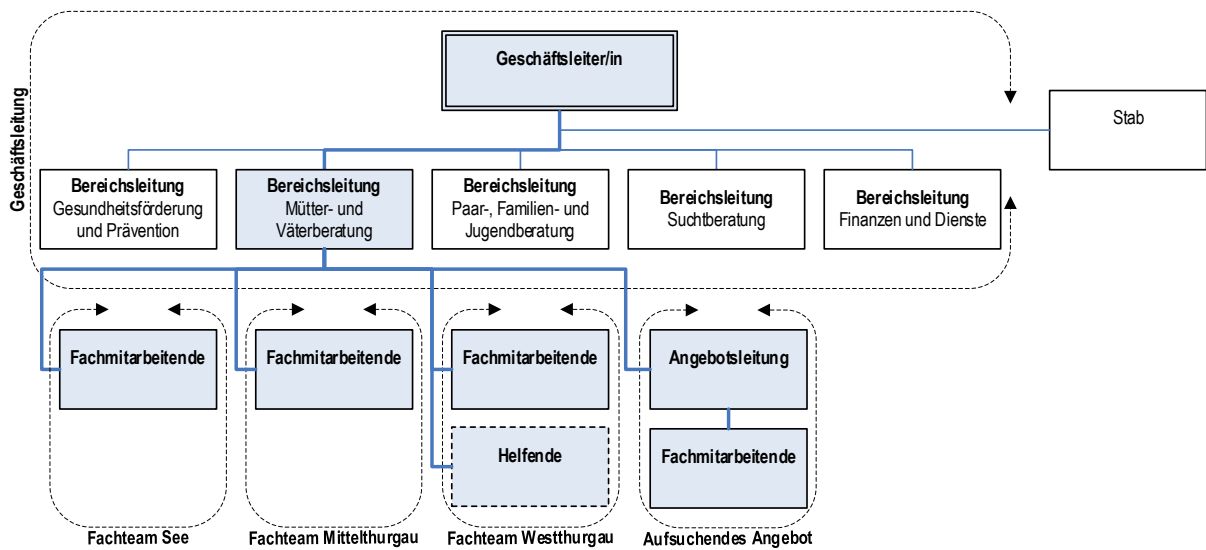 Geschäftsleitung
Geschäftsleiter/in
Stab
Bereichsleitung
Gesundheitsförderung
und Prävention
Bereichsleitung
Mütter- und
Väterberatung
Bereichsleitung
Paar-, Familien- und
Jugendberatung
Bereichsleitung
Suchtberatung
Bereichsleitung
Finanzen und Dienste
Fachmitarbeitende
Fachmitarbeitende
Fachmitarbeitende
Angebotsleitung
Helfende
Fachmitarbeitende
Fachteam See
Fachteam Mittelthurgau
Fachteam Westthurgau
Aufsuchendes Angebot